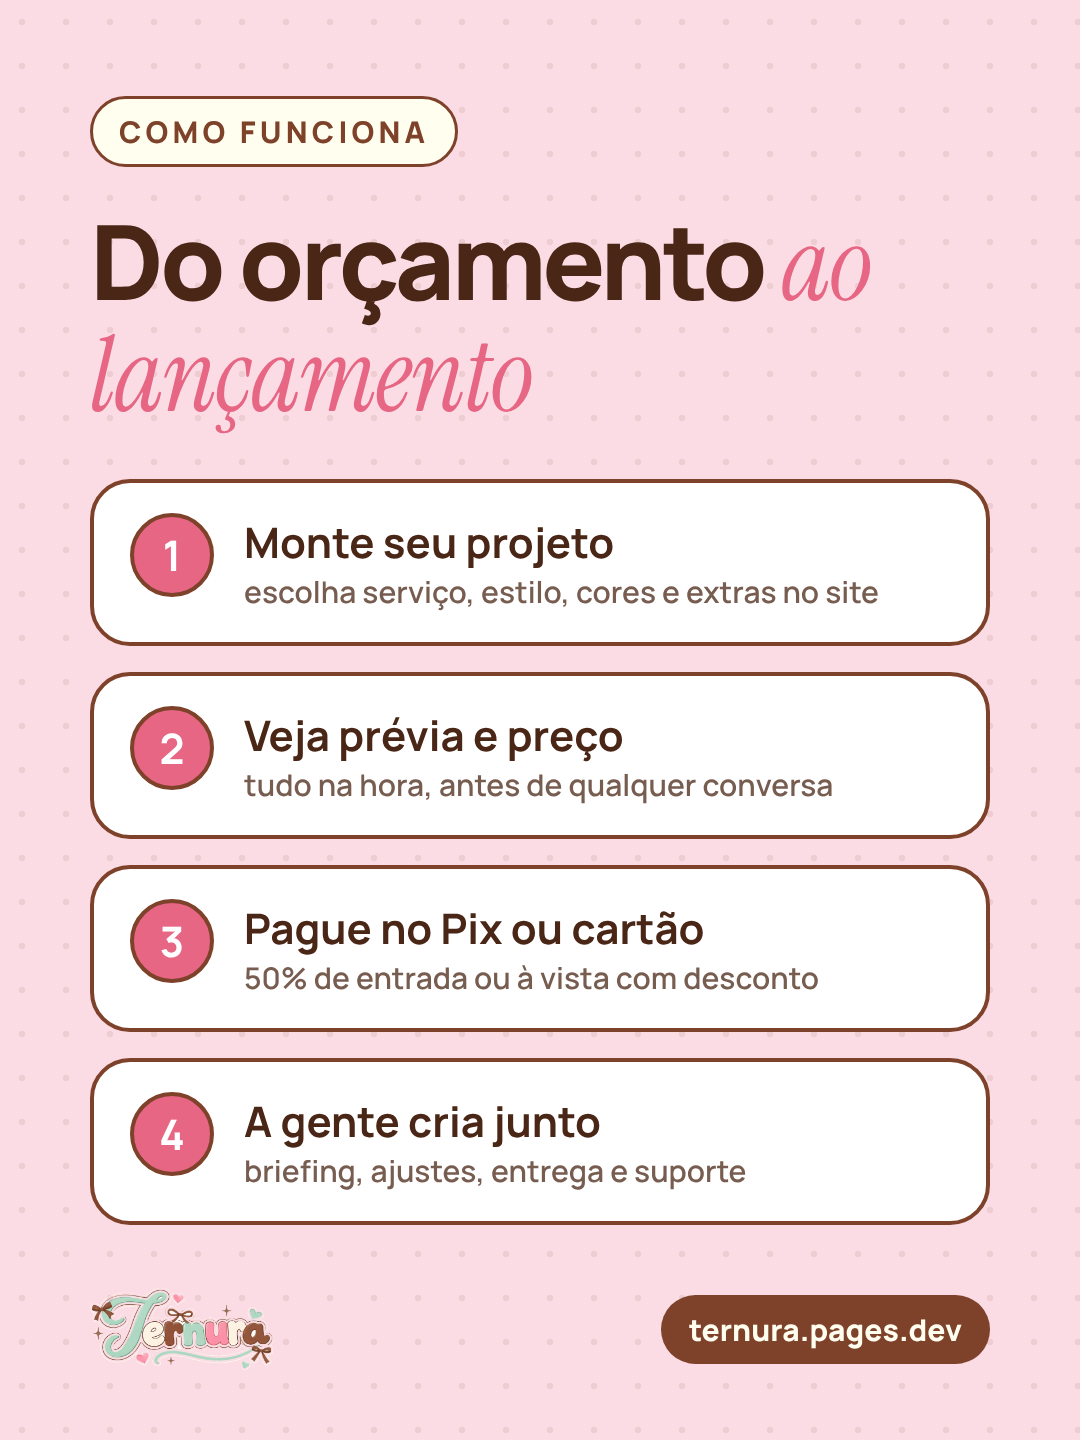 COMO FUNCIONA
Do orçamento ao
lançamento
1
Monte seu projeto
escolha serviço, estilo, cores e extras no site
2
Veja prévia e preço
tudo na hora, antes de qualquer conversa
3
Pague no Pix ou cartão
50% de entrada ou à vista com desconto
4
A gente cria junto
briefing, ajustes, entrega e suporte
Ternura
ternura.pages.dev